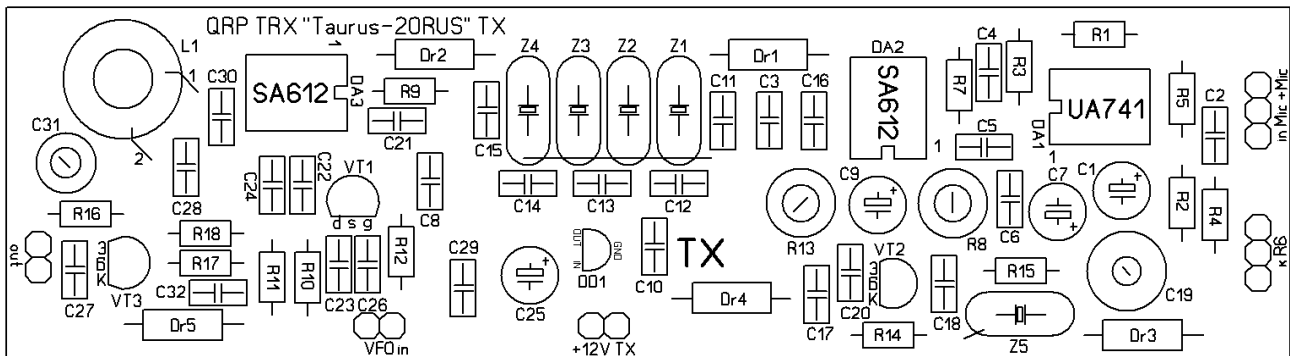 QRP TRX "Taurus-20RUS" TX
L1
1
2
C30
SA612
1
DA3
Dr2
R9
C21
C15
Z4
Z3
Z2
Z1
Dr1
C11
C3
C16
DA2
SA612
1
R7
C4
R3
C5
R1
UA741
DA1
1
R5
C2
in Mic +Mic
C31
C28
C24
C22
VT1
d s g
C8
C14
C13
C12
R13
C9
+
R8
C6
C7
+
C1
+
R2
R4
R16
R18
R17
C32
out
C27
З
Б
К
VT3
R11
R10
C23
C26
R12
C29
C25
+
OUT
IN
GND
DD1
C10
TX
Dr4
C17
C20
VT2
З
Б
К
R14
C18
R15
Z5
C19
Dr3
к R6
Dr5
VFO in
+12V TX